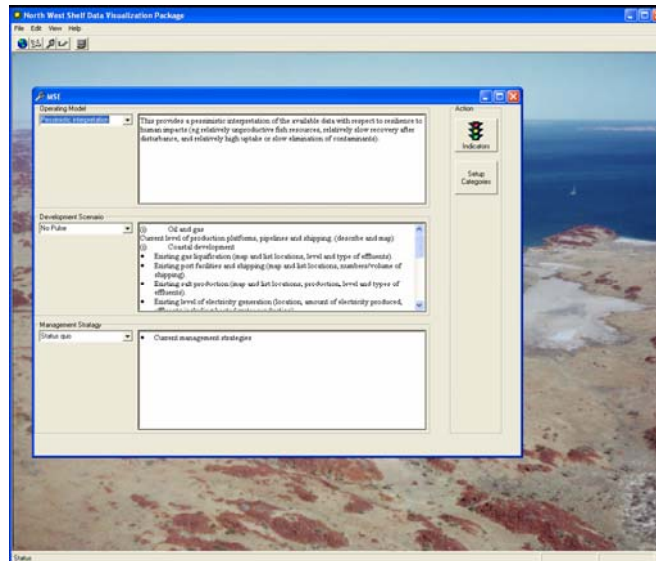 North West Shelf Data Visualization Package
File Edit View Help
MSE
Operating Model
Pessimistic interpretation
This provides a pessimistic interpretation of the available data with respect to resilience to
human impacts (eg relatively unproductive fish resources, relatively slow recovery after
disturbance, and relatively high uptake or slow elimination of contaminants).
Action
Indicators
Setup
Categories
Development Scenario
No Pulse
Oil and gas
Current level of production platforms, pipelines and shipping. (describe and map)
Coastal development
• Existing gas liquification (map and list locations, level and type of effluents).
• Existing port facilities and shipping (map and list locations, numbers/volume of
shipping).
• Existing salt production (map and list locations, production, level and types of
effluents).
• Existing level of electricity generation (location, amount of electricity produced,
Management Strategy
Status quo
• Current management strategies
Status